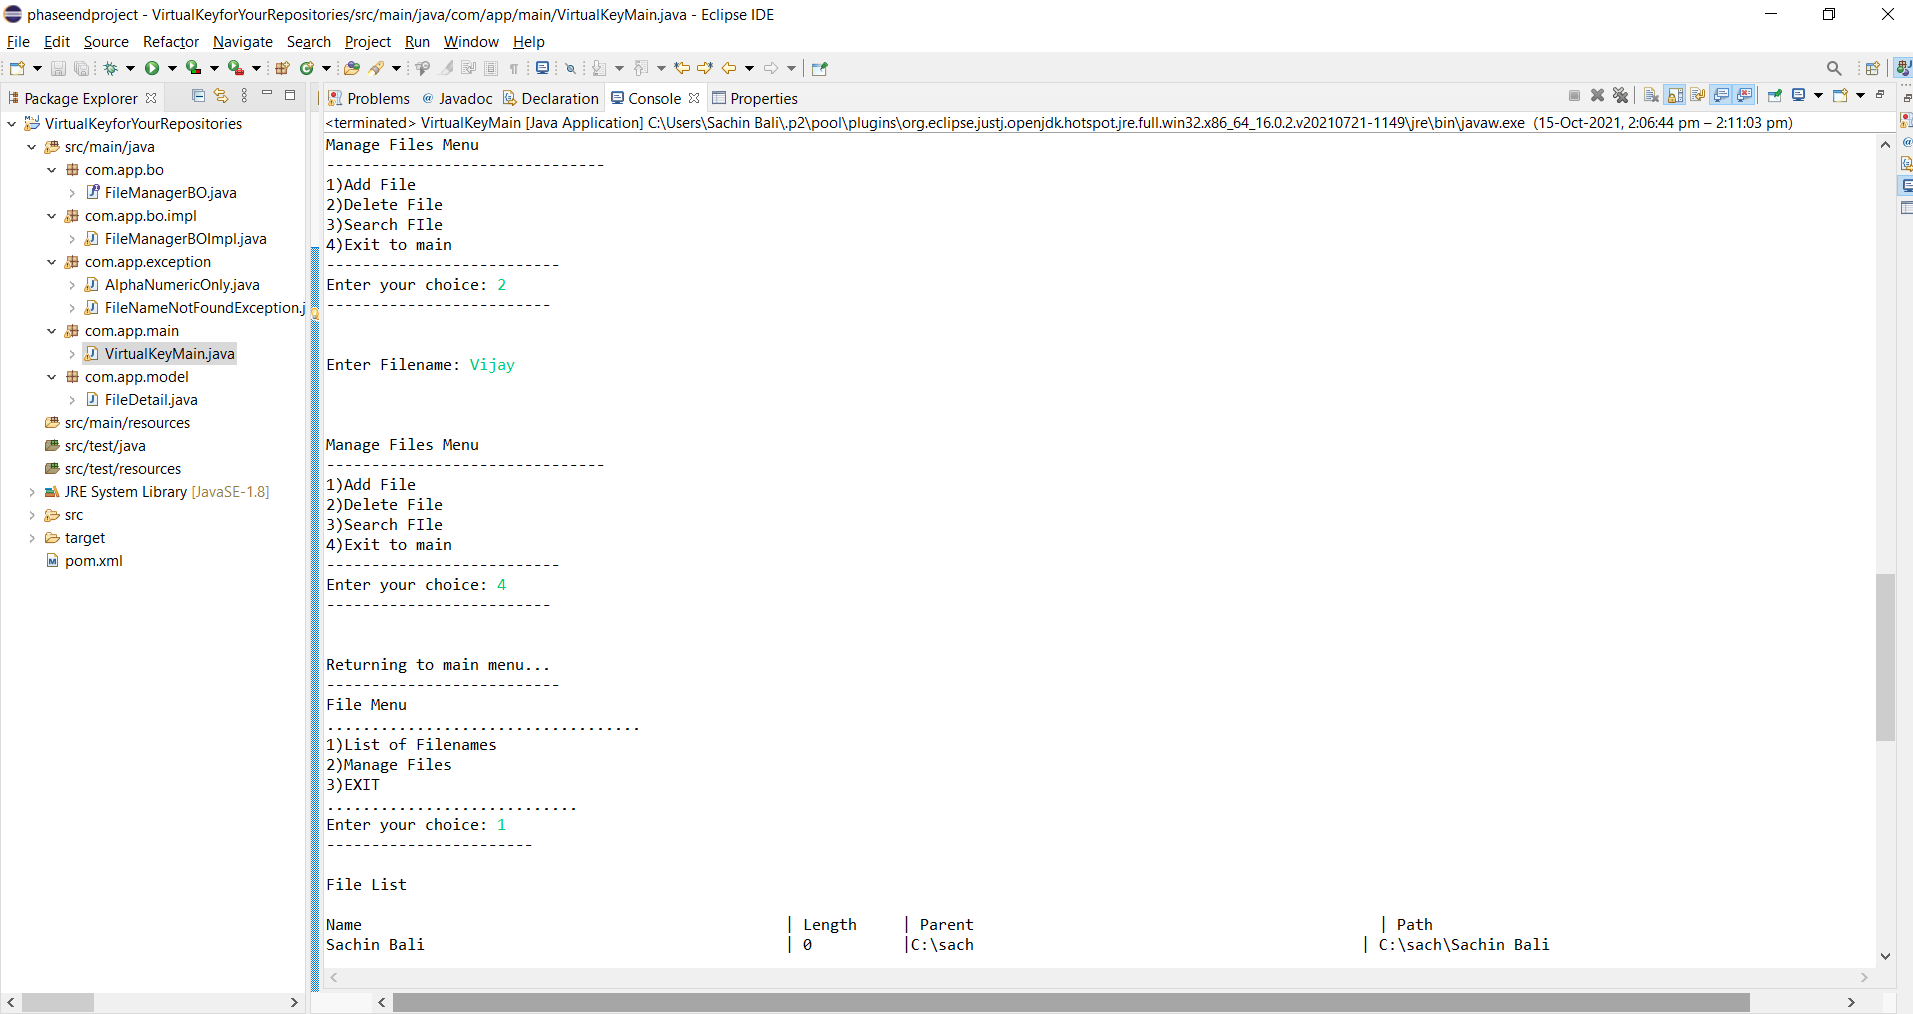 phaseendproject - VirtualKeyforYourRepositories/src/main/java/com/app/main/VirtualKeyMain.java - Eclipse IDE
File Edit Source Refactor Navigate Search Project Run Window Help
Package Explorer
VirtualKeyforYourRepositories
src/main/java
com.app.bo
FileManagerBO.java
com.app.bo.impl
FileManagerBOImpl.java
com.app.exception
AlphaNumericOnly.java
FileNameNotFoundException.j
com.app.main
VirtualKeyMain.java
com.app.model
FileDetail.java
src/main/resources
src/test/java
src/test/resources
JRE System Library [JavaSE-1.8]
src
target
pom.xml
Problems Javadoc Declaration Console Properties
<terminated> VirtualKeyMain [Java Application] C:\Users\Sachin Bali\.p2\pool\plugins\org.eclipse.justj.openjdk.hotspot.jre.full.win32.x86_64_16.0.2.v20210721-1149\jre\bin\javaw.exe (15-Oct-2021, 2:06:44 pm – 2:11:03 pm)
Manage Files Menu
-------------------------------
1)Add File
2)Delete File
3)Search FIle
4)Exit to main
--------------------------
Enter your choice: 2
-------------------------
Enter Filename: Vijay
Manage Files Menu
-------------------------------
1)Add File
2)Delete File
3)Search FIle
4)Exit to main
--------------------------
Enter your choice: 4
-------------------------
Returning to main menu...
--------------------------
File Menu
...................................
1)List of Filenames
2)Manage Files
3)EXIT
............................
Enter your choice: 1
-----------------------
File List
Name | Length | Parent | Path
Sachin Bali | 0 |C:\sach | C:\sach\Sachin Bali